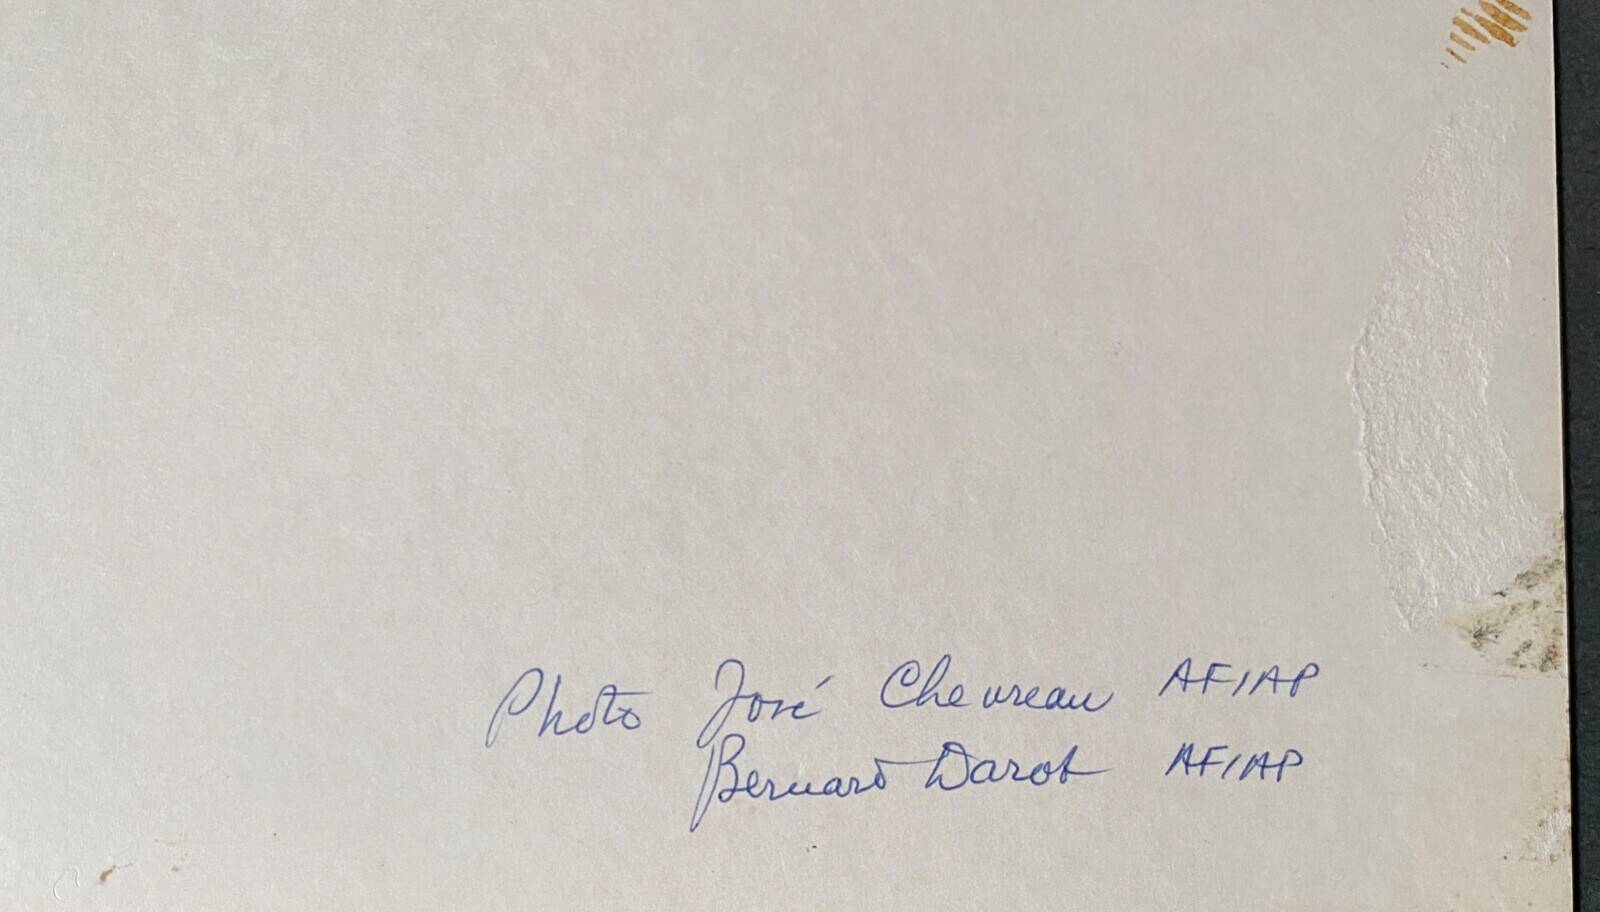 Photo José Chevreau AFIAP
Bernard Darot AFIAP